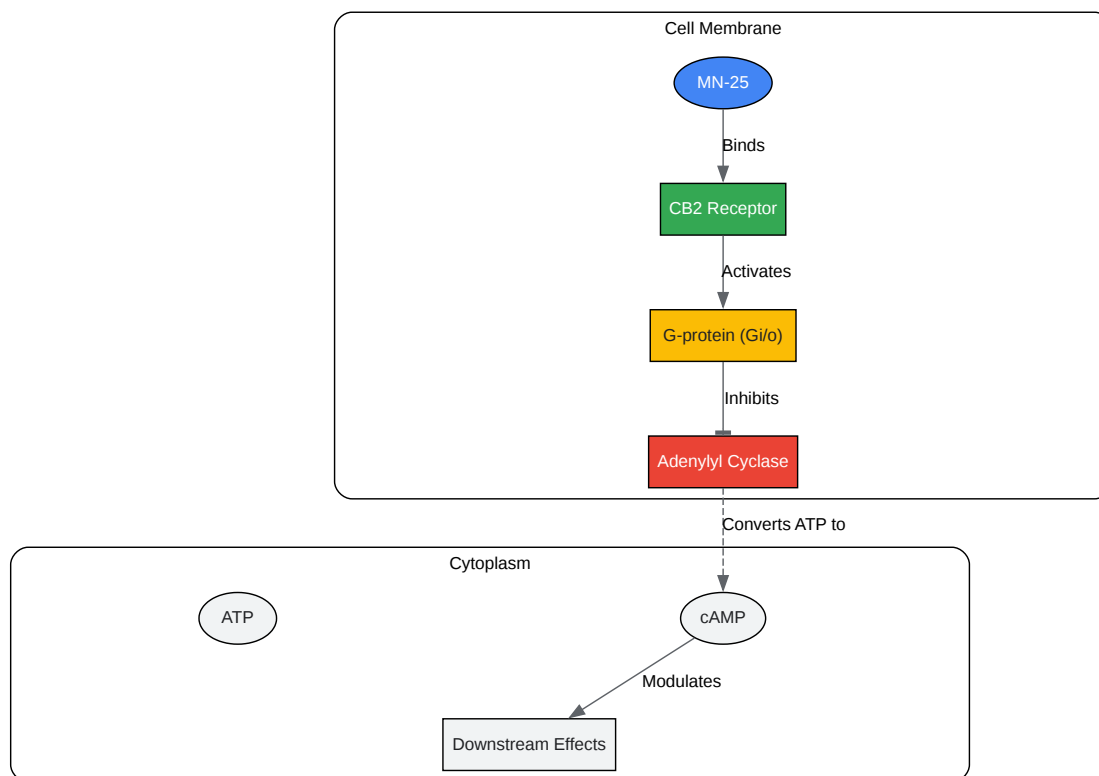 Cell Membrane
MN-25
Binds
CB2 Receptor
Activates
G-protein (Gi/o)
Inhibits
Adenylyl Cyclase
Converts ATP to
Cytoplasm
ATP
cAMP
Modulates
Downstream Effects